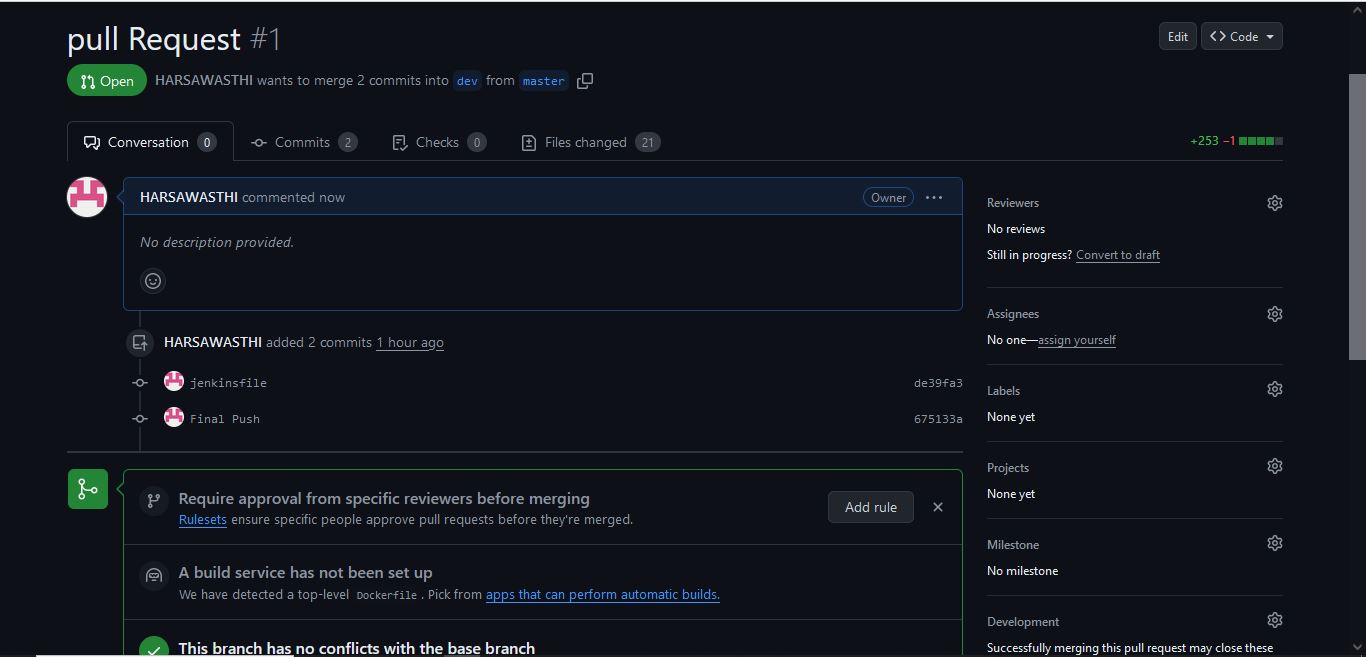 pull Request #1
Edit
Code
Open
HARSAWASTHI wants to merge 2 commits into dev from master
Conversation 0
Commits 2
Checks 0
Files changed 21
+253 −1
HARSAWASTHI commented now
Owner
No description provided.
HARSAWASTHI added 2 commits 1 hour ago
jenkinsfile
de39fa3
Final Push
675133a
Require approval from specific reviewers before merging
Rulesets ensure specific people approve pull requests before they're merged.
Add rule
A build service has not been set up
We have detected a top-level Dockerfile. Pick from apps that can perform automatic builds.
This branch has no conflicts with the base branch
Reviewers
No reviews
Still in progress? Convert to draft
Assignees
No one—assign yourself
Labels
None yet
Projects
None yet
Milestone
No milestone
Development
Successfully merging this pull request may close these